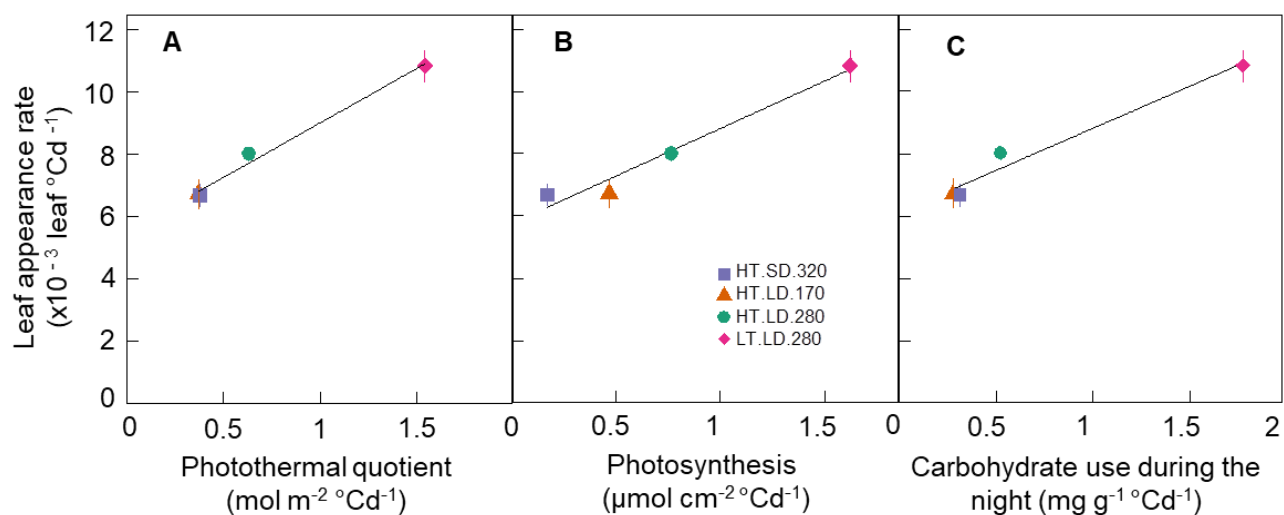 A
B
C
Leaf appearance rate
(x10⁻³ leaf °Cd⁻¹)
12
10
8
6
4
2
0
HT.SD.320
HT.LD.170
HT.LD.280
LT.LD.280
0 0.5 1 1.5
0 0.5 1 1.5
0 0.5 1 1.5 2
Photothermal quotient
(mol m⁻² °Cd⁻¹)
Photosynthesis
(µmol cm⁻² °Cd⁻¹)
Carbohydrate use during the
night (mg g⁻¹ °Cd⁻¹)